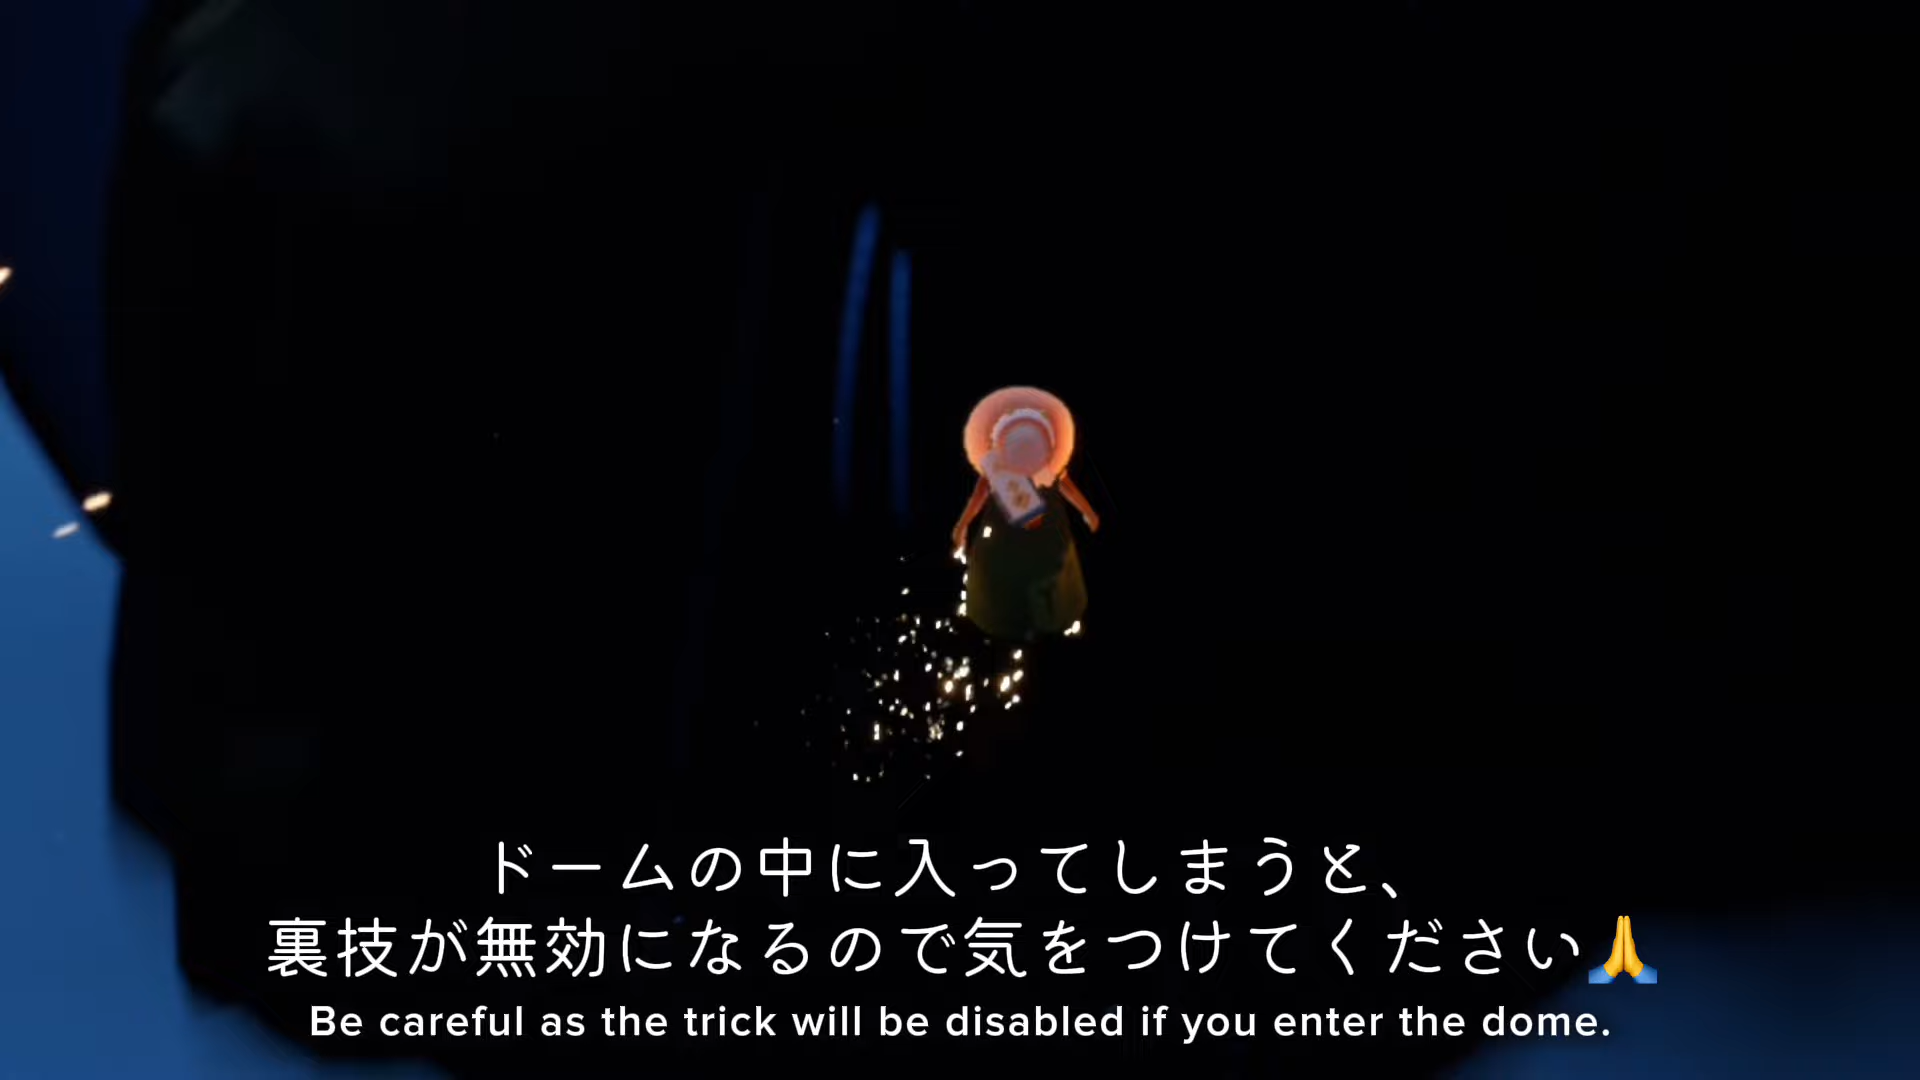 ドームの中に入ってしまうと、
裏技が無効になるので気をつけてください🙏
Be careful as the trick will be disabled if you enter the dome.